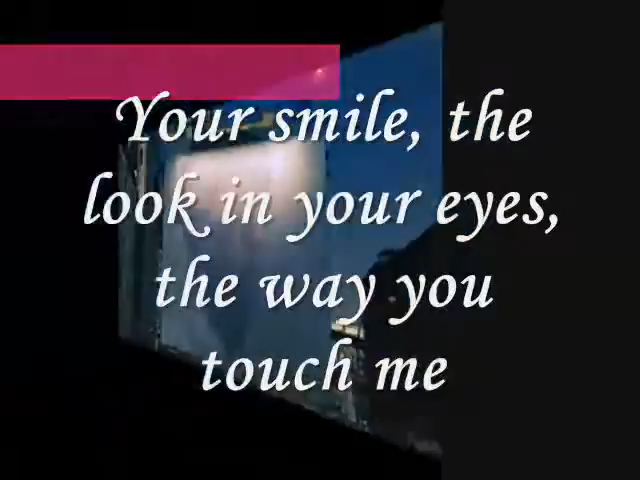 Your smile, the
look in your eyes,
the way you
touch me